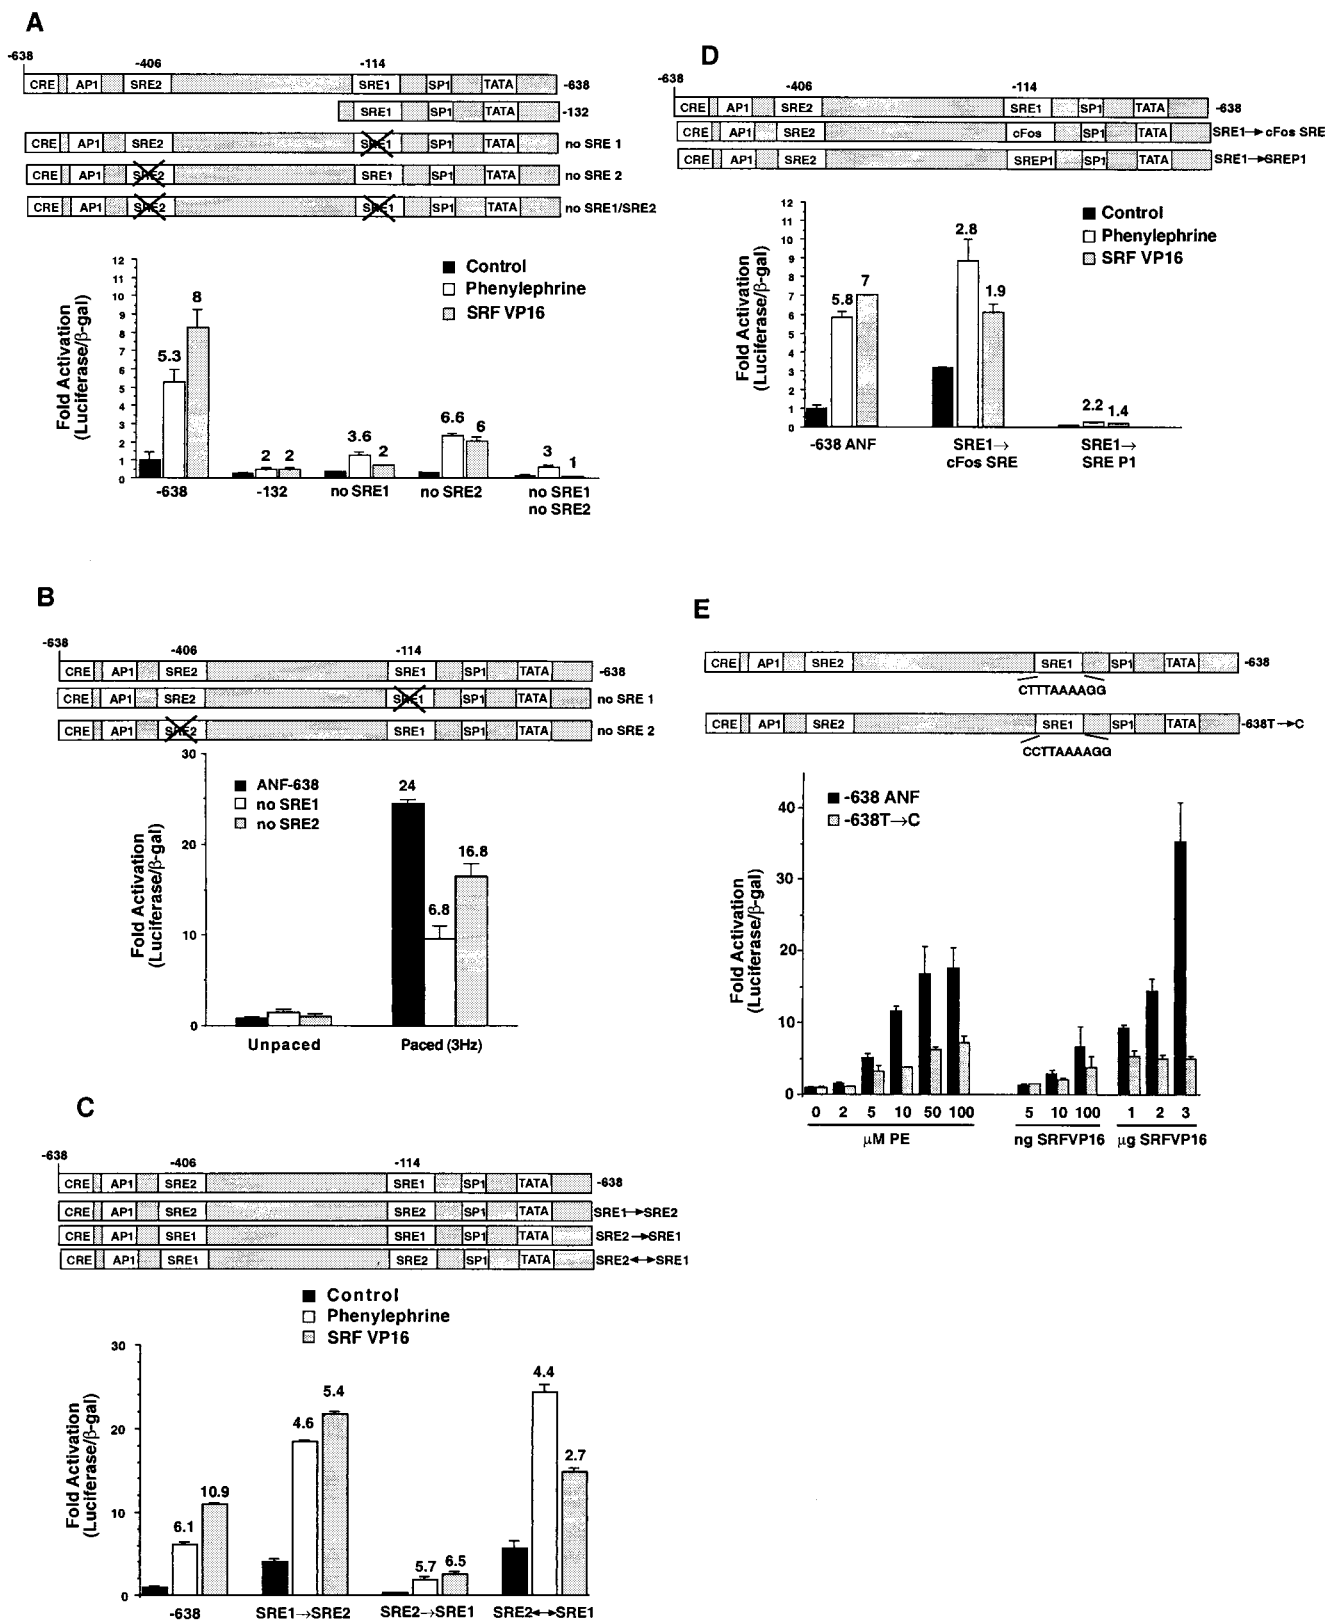 A
-638
-406
-114
CRE AP1 SRE2 SRE1 SP1 TATA -638
SRE1 SP1 TATA -132
CRE AP1 SRE2 SRE1 SP1 TATA no SRE 1
CRE AP1 SRE2 SRE1 SP1 TATA no SRE 2
CRE AP1 SRE2 SRE1 SP1 TATA no SRE1/SRE2
Fold Activation
(Luciferase/β-gal)
12
11
10
9
8
7
6
5
4
3
2
1
0
Control
Phenylephrine
SRF VP16
5.3 8
2 2
3.6 2
6.6 6
3 1
-638 -132 no SRE1 no SRE2 no SRE1
no SRE2
B
-638
-406
-114
CRE AP1 SRE2 SRE1 SP1 TATA -638
CRE AP1 SRE2 SRE1 SP1 TATA no SRE 1
CRE AP1 SRE2 SRE1 SP1 TATA no SRE 2
Fold Activation
(Luciferase/β-gal)
30
20
10
0
ANF-638
no SRE1
no SRE2
24
6.8
16.8
Unpaced Paced (3Hz)
C
-638
-406
-114
CRE AP1 SRE2 SRE1 SP1 TATA -638
CRE AP1 SRE2 SRE2 SP1 TATA SRE1→SRE2
CRE AP1 SRE1 SRE1 SP1 TATA SRE2→SRE1
CRE AP1 SRE1 SRE2 SP1 TATA SRE2↔SRE1
Control
Phenylephrine
SRF VP16
Fold Activation
(Luciferase/β-gal)
30
20
10
0
6.1 10.9
4.6 5.4
5.7 6.5
4.4 2.7
-638 SRE1→SRE2 SRE2→SRE1 SRE2↔SRE1
D
-638
-406
-114
CRE AP1 SRE2 SRE1 SP1 TATA -638
CRE AP1 SRE2 cFos SP1 TATA SRE1→cFos SRE
CRE AP1 SRE2 SREP1 SP1 TATA SRE1→SREP1
Fold Activation
(Luciferase/β-gal)
12
11
10
9
8
7
6
5
4
3
2
1
0
Control
Phenylephrine
SRF VP16
5.8 7
2.8 1.9
2.2 1.4
-638 ANF SRE1→ SRE1→
cFos SRE SRE P1
E
CRE AP1 SRE2 SRE1 SP1 TATA -638
CTTTAAAAGG
CRE AP1 SRE2 SRE1 SP1 TATA -638T→C
CCTTAAAAGG
Fold Activation
(Luciferase/β-gal)
40
30
20
10
0
-638 ANF
-638T→C
0 2 5 10 50 100 5 10 100 1 2 3
μM PE ng SRFVP16 μg SRFVP16